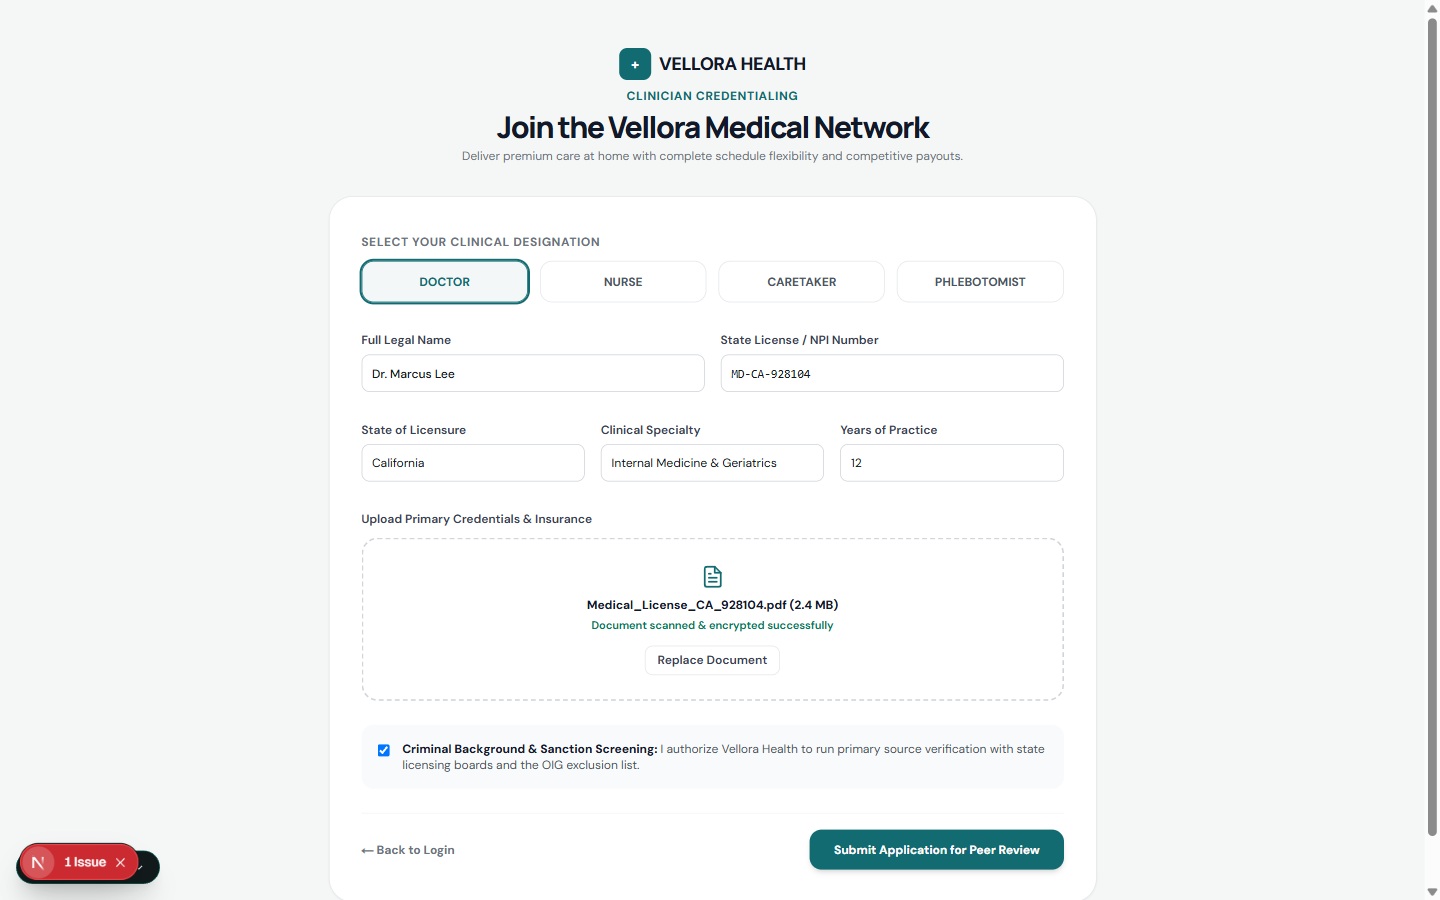 + VELLORA HEALTH
CLINICIAN CREDENTIALING
Join the Vellora Medical Network
Deliver premium care at home with complete schedule flexibility and competitive payouts.
SELECT YOUR CLINICAL DESIGNATION
DOCTOR NURSE CARETAKER PHLEBOTOMIST
Full Legal Name State License / NPI Number
Dr. Marcus Lee MD-CA-928104
State of Licensure Clinical Specialty Years of Practice
California Internal Medicine & Geriatrics 12
Upload Primary Credentials & Insurance
Medical_License_CA_928104.pdf (2.4 MB)
Document scanned & encrypted successfully
Replace Document
Criminal Background & Sanction Screening: I authorize Vellora Health to run primary source verification with state
licensing boards and the OIG exclusion list.
← Back to Login Submit Application for Peer Review
N 1 Issue ×